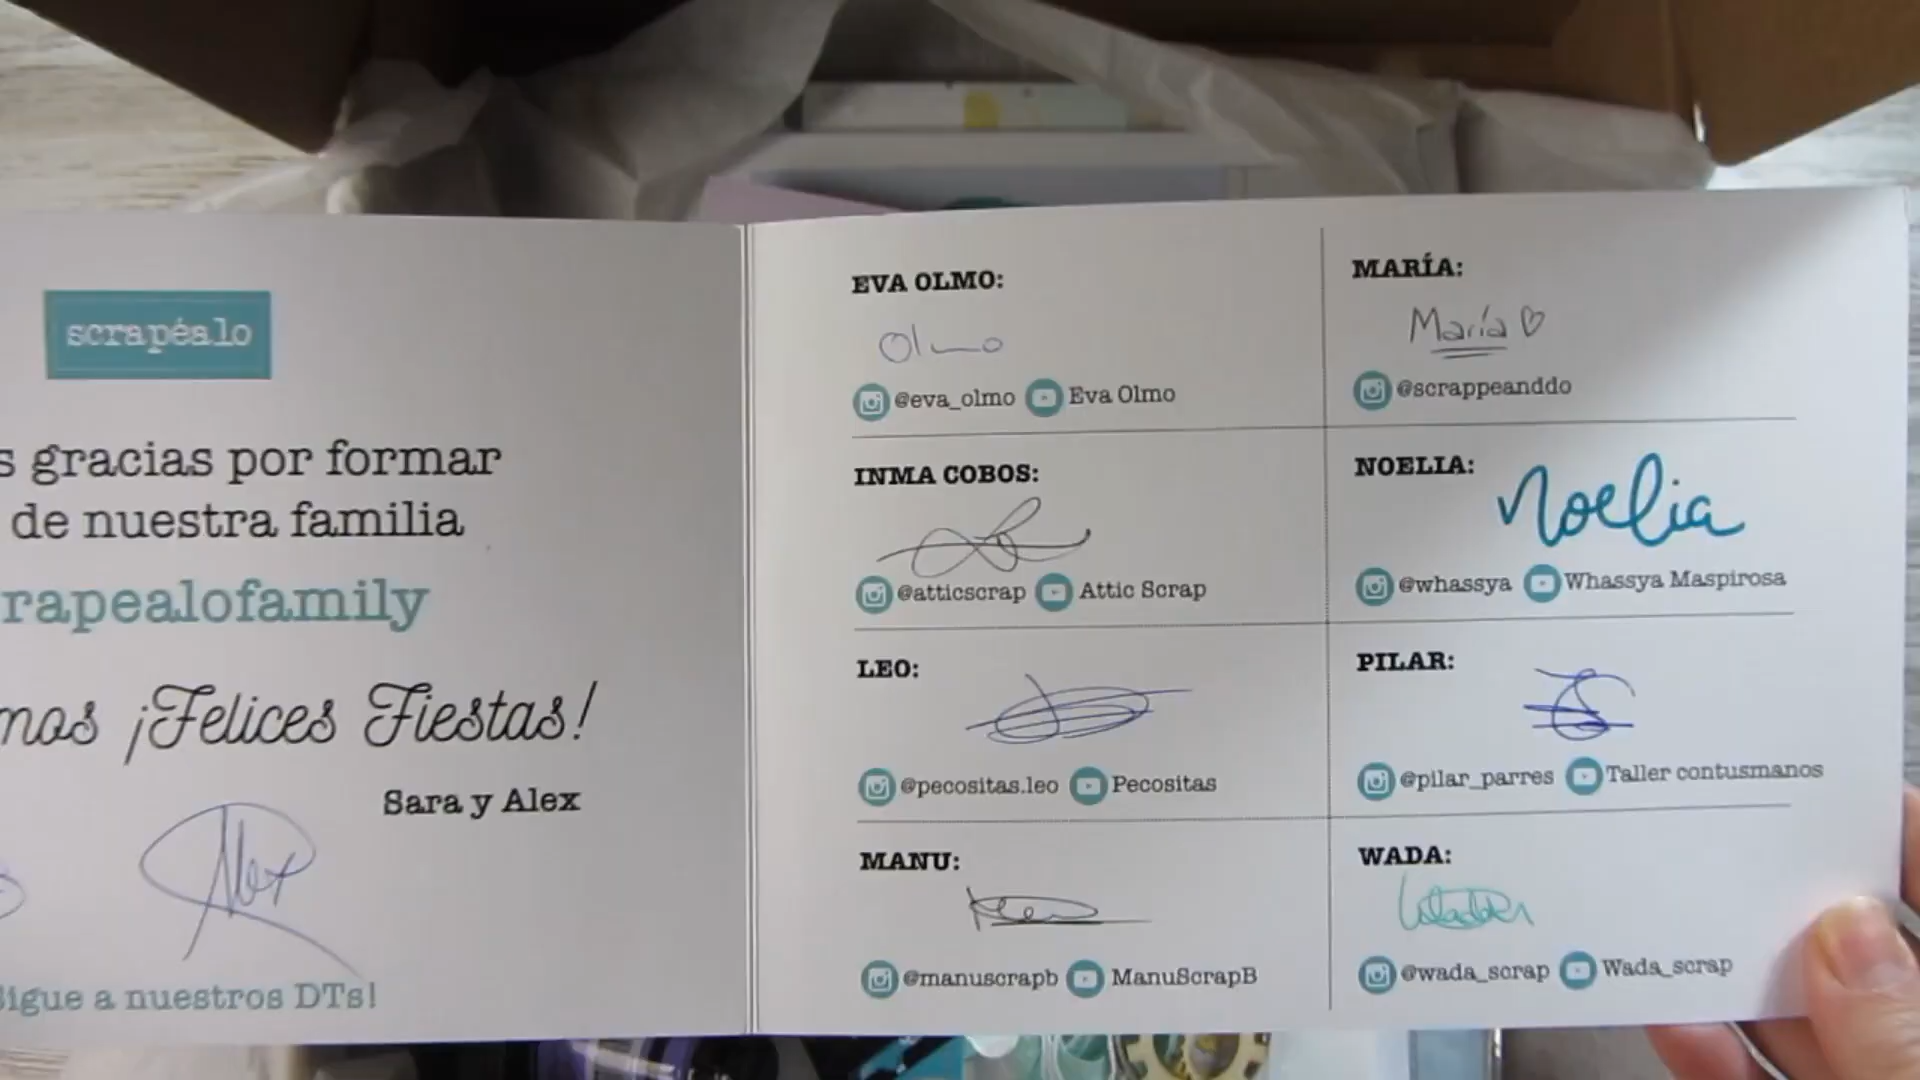 scrapéalo
s gracias por formar
de nuestra familia
rapealofamily
mos ¡Felices Fiestas!
Sara y Alex
Alex
Sigue a nuestros DTs!
EVA OLMO:
Olmo
@eva_olmo Eva Olmo
INMA COBOS:
@atticscrap Attic Scrap
LEO:
@pecositas.leo Pecositas
MANU:
@manuscrapb ManuScrapB
MARÍA:
María ♡
@scrappeanddo
NOELIA:
Noelia
@whassya Whassya Maspirosa
PILAR:
@pilar_parres Taller contusmanos
WADA:
@wada_scrap Wada_scrap